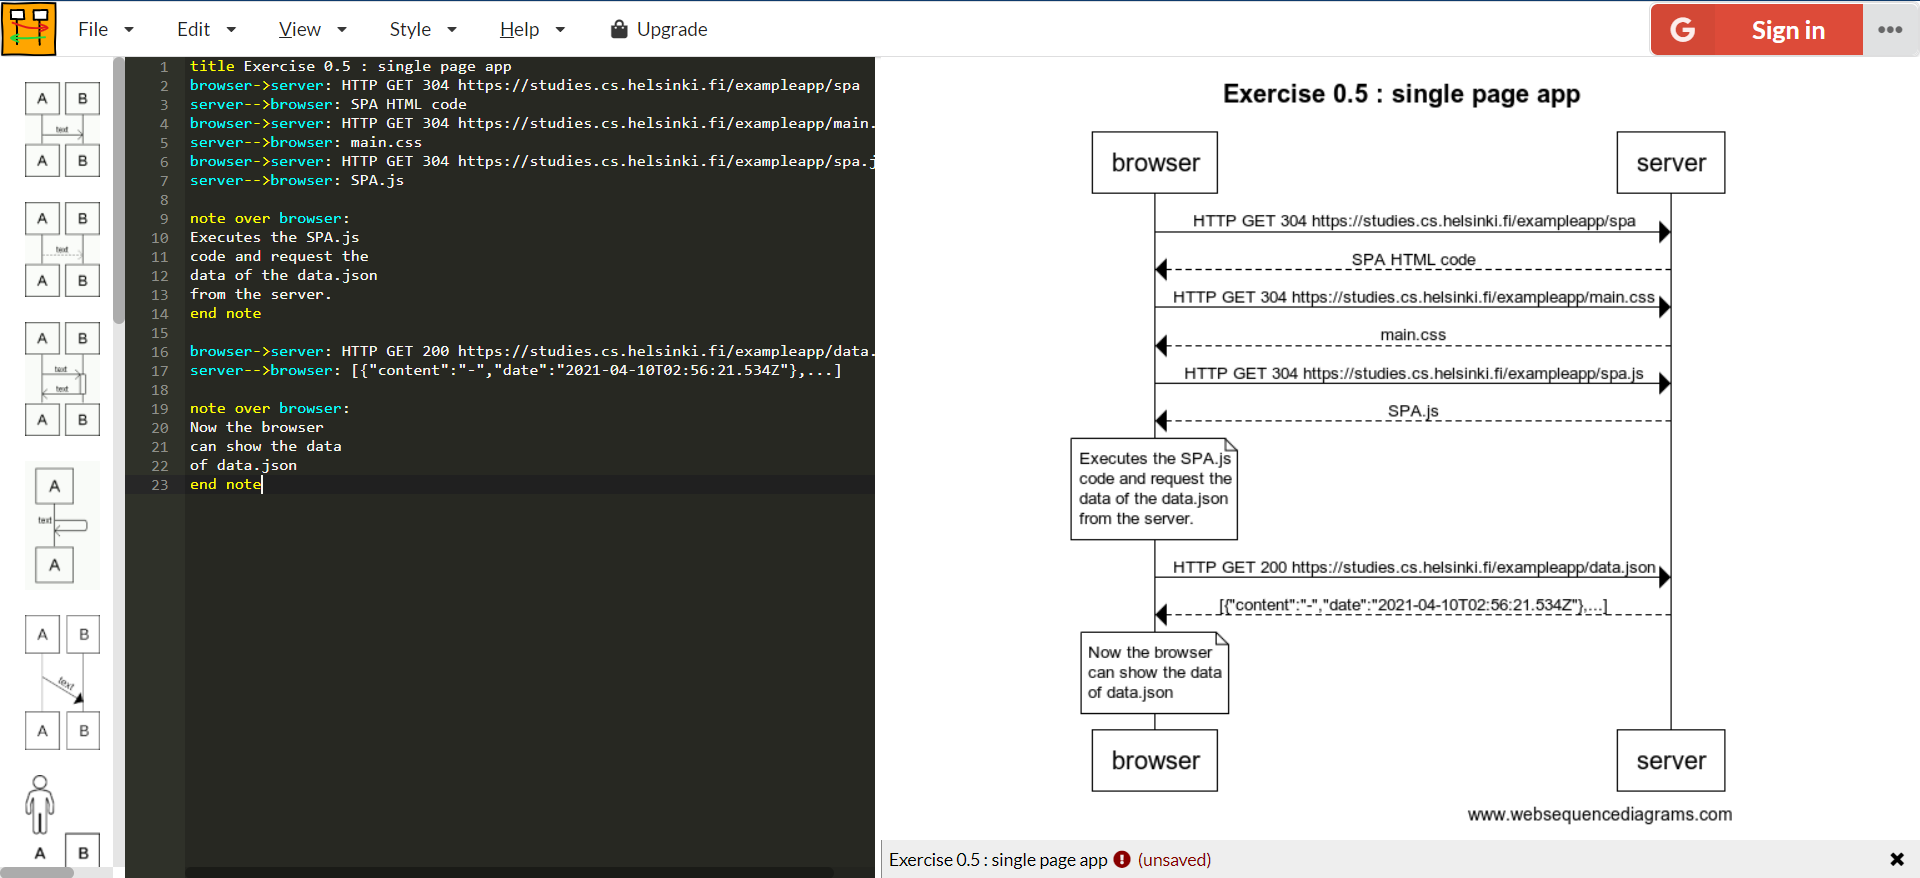 File Edit View Style Help Upgrade
G Sign in
A B
text
A B
A B
text
A B
A B
text
text
A B
A
text
A
A B
text
A B
A B
1 title Exercise 0.5 : single page app
2 browser->server: HTTP GET 304 https://studies.cs.helsinki.fi/exampleapp/spa
3 server-->browser: SPA HTML code
4 browser->server: HTTP GET 304 https://studies.cs.helsinki.fi/exampleapp/main.
5 server-->browser: main.css
6 browser->server: HTTP GET 304 https://studies.cs.helsinki.fi/exampleapp/spa.j
7 server-->browser: SPA.js
8
9 note over browser:
10 Executes the SPA.js
11 code and request the
12 data of the data.json
13 from the server.
14 end note
15
16 browser->server: HTTP GET 200 https://studies.cs.helsinki.fi/exampleapp/data.
17 server-->browser: [{"content":"-","date":"2021-04-10T02:56:21.534Z"},...]
18
19 note over browser:
20 Now the browser
21 can show the data
22 of data.json
23 end note
Exercise 0.5 : single page app
browser server
HTTP GET 304 https://studies.cs.helsinki.fi/exampleapp/spa
SPA HTML code
HTTP GET 304 https://studies.cs.helsinki.fi/exampleapp/main.css
main.css
HTTP GET 304 https://studies.cs.helsinki.fi/exampleapp/spa.js
SPA.js
Executes the SPA.js
code and request the
data of the data.json
from the server.
HTTP GET 200 https://studies.cs.helsinki.fi/exampleapp/data.json
[{"content":"-","date":"2021-04-10T02:56:21.534Z"},...]
Now the browser
can show the data
of data.json
browser server
www.websequencediagrams.com
Exercise 0.5 : single page app (unsaved)